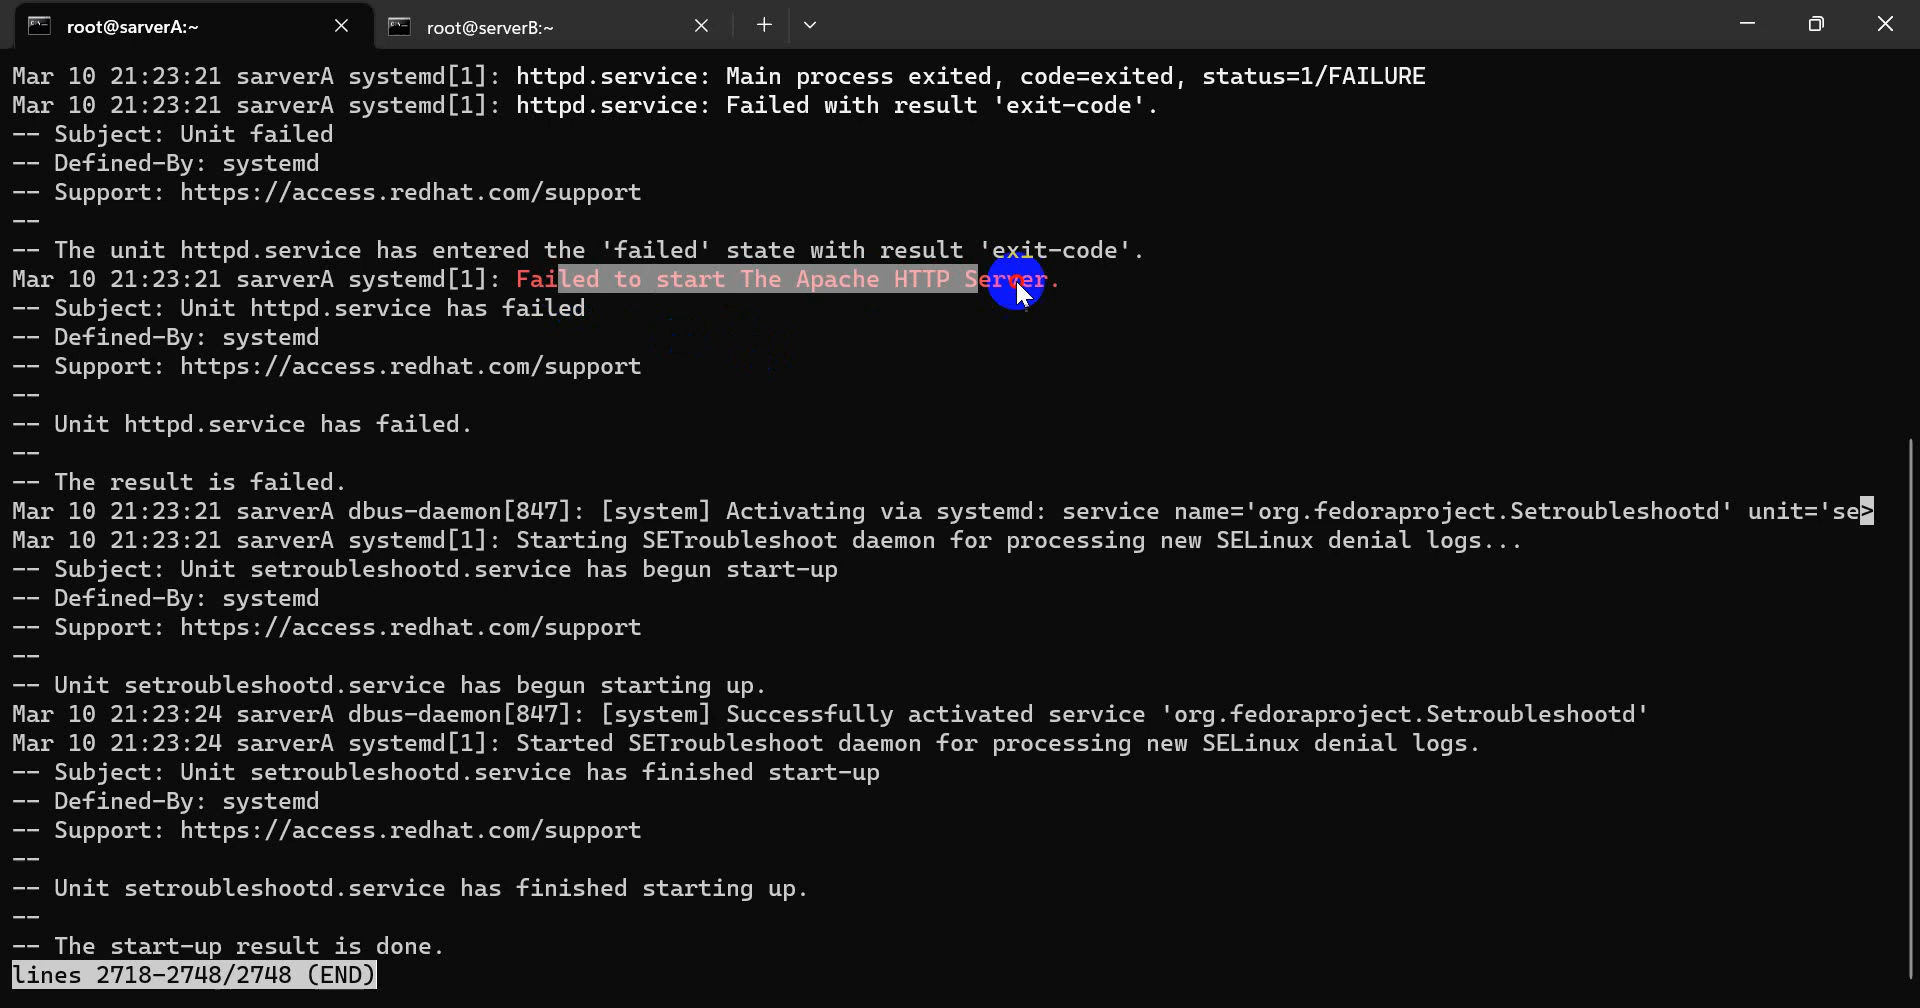 root@sarverA:~
root@serverB:~
Mar 10 21:23:21 sarverA systemd[1]: httpd.service: Main process exited, code=exited, status=1/FAILURE
Mar 10 21:23:21 sarverA systemd[1]: httpd.service: Failed with result 'exit-code'.
-- Subject: Unit failed
-- Defined-By: systemd
-- Support: https://access.redhat.com/support
--
-- The unit httpd.service has entered the 'failed' state with result 'exit-code'.
Mar 10 21:23:21 sarverA systemd[1]: Failed to start The Apache HTTP Server.
-- Subject: Unit httpd.service has failed
-- Defined-By: systemd
-- Support: https://access.redhat.com/support
--
-- Unit httpd.service has failed.
--
-- The result is failed.
Mar 10 21:23:21 sarverA dbus-daemon[847]: [system] Activating via systemd: service name='org.fedoraproject.Setroubleshootd' unit='se>
Mar 10 21:23:21 sarverA systemd[1]: Starting SETroubleshoot daemon for processing new SELinux denial logs...
-- Subject: Unit setroubleshootd.service has begun start-up
-- Defined-By: systemd
-- Support: https://access.redhat.com/support
--
-- Unit setroubleshootd.service has begun starting up.
Mar 10 21:23:24 sarverA dbus-daemon[847]: [system] Successfully activated service 'org.fedoraproject.Setroubleshootd'
Mar 10 21:23:24 sarverA systemd[1]: Started SETroubleshoot daemon for processing new SELinux denial logs.
-- Subject: Unit setroubleshootd.service has finished start-up
-- Defined-By: systemd
-- Support: https://access.redhat.com/support
--
-- Unit setroubleshootd.service has finished starting up.
--
-- The start-up result is done.
lines 2718-2748/2748 (END)